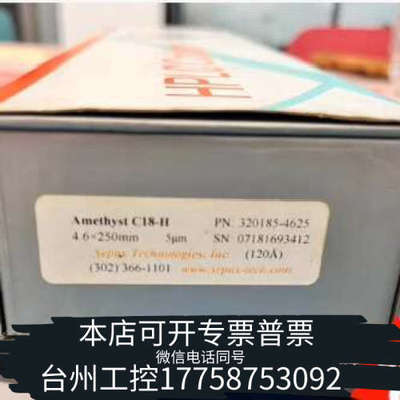 HPLC
Amethyst C18-H PN: 320185-4625
4.6×250mm 5μm SN: 07181693412
Sepax Technologies, Inc. (120Å)
(302) 366-1101 www.sepax-tech.com
本店可开专票普票
微信电话同号
台州工控17758753092